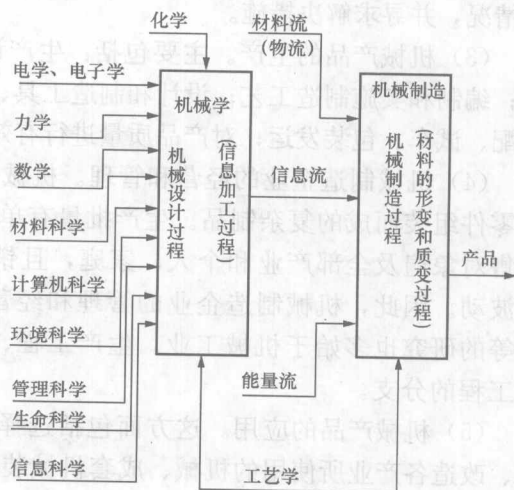 化学
材料流
(物流)
电学、电子学
力学
数学
材料科学
计算机科学
环境科学
管理科学
生命科学
信息科学
机械学
机械设计过程
(信息加工过程)
信息流
能量流
工艺学
机械制造
机械制造过程
(材料的形变和质变过程)
产品